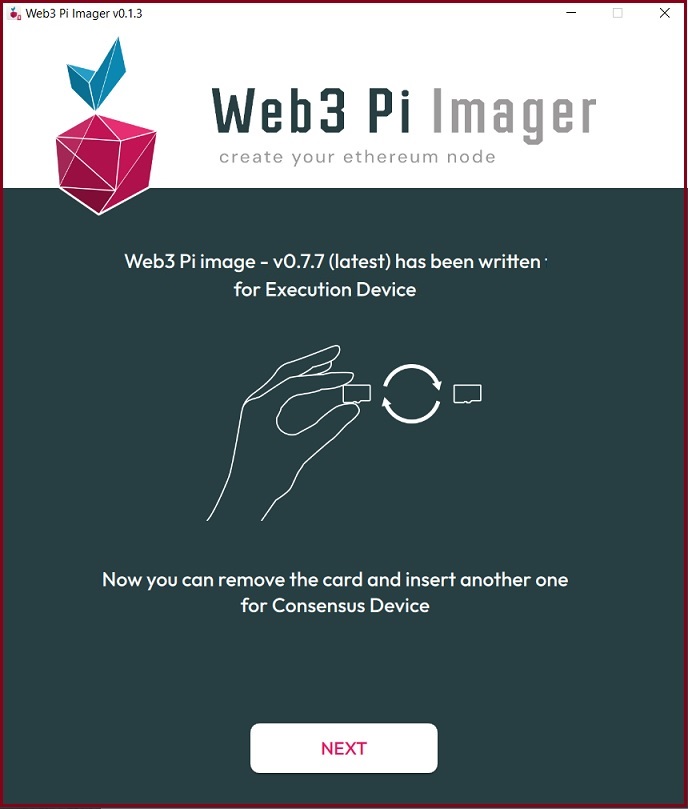 Web3 Pi Imager v0.1.3
Web3 Pi Imager
create your ethereum node
Web3 Pi image - v0.7.7 (latest) has been written
for Execution Device
Now you can remove the card and insert another one
for Consensus Device
NEXT